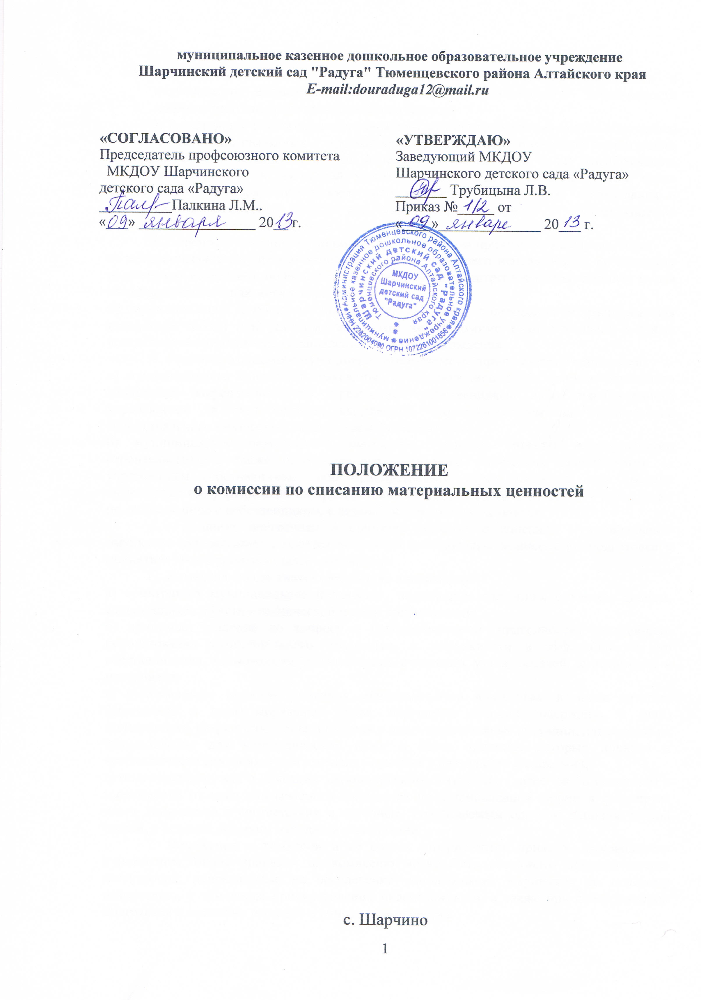 муниципальное казенное дошкольное образовательное учреждение
Шарчинский детский сад "Радуга" Тюменцевского района Алтайского края
E-mail:douraduga12@mail.ru
«СОГЛАСОВАНО»
Председатель профсоюзного комитета
МКДОУ Шарчинского
детского сада «Радуга»
Палкина Л.М..
«09» января 2013г.
«УТВЕРЖДАЮ»
Заведующий МКДОУ
Шарчинского детского сада «Радуга»
Трубицына Л.В.
Приказ № 1/2 от
«09» январе 2013 г.
Администрация Тюменцевского района Алтайского края
ИНН 2282004090 ОГРН 1072261001856
муниципальное казенное дошкольное образовательное учреждение
Шарчинский детский сад "Радуга"
Тюменцевского района Алтайского края
МКДОУ
Шарчинский
детский сад
"Радуга"
ПОЛОЖЕНИЕ
о комиссии по списанию материальных ценностей
с. Шарчино
1